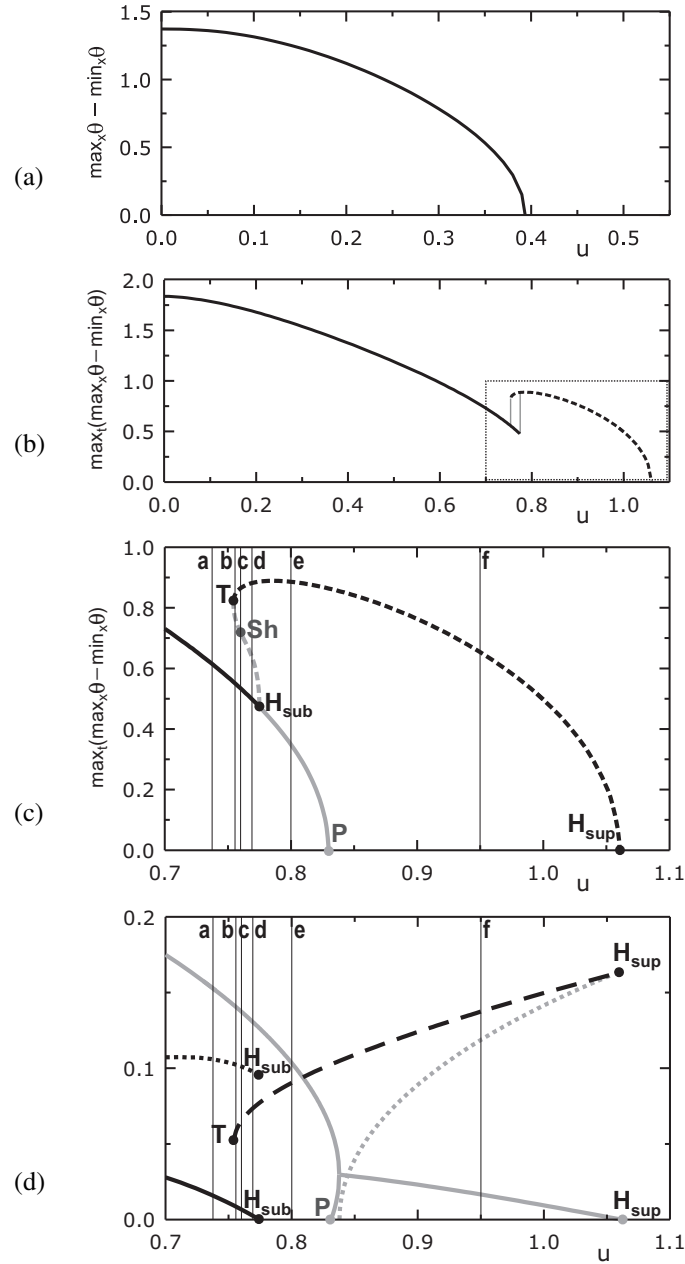 (a)
max_xθ – min_xθ
1.5
1.0
0.5
0.0
0.0 0.1 0.2 0.3 0.4 0.5
u
(b)
max_t(max_xθ–min_xθ)
2.0
1.5
1.0
0.5
0.0
0.0 0.2 0.4 0.6 0.8 1.0
u
(c)
max_t(max_xθ–min_xθ)
1.0
0.8
0.6
0.4
0.2
0.0
a b c d e f
T
Sh
H_sub
P
H_sup
0.7 0.8 0.9 1.0 1.1
u
(d)
0.2
0.1
0.0
a b c d e f
H_sup
H_sub
T
H_sub
P
H_sup
0.7 0.8 0.9 1.0 1.1
u